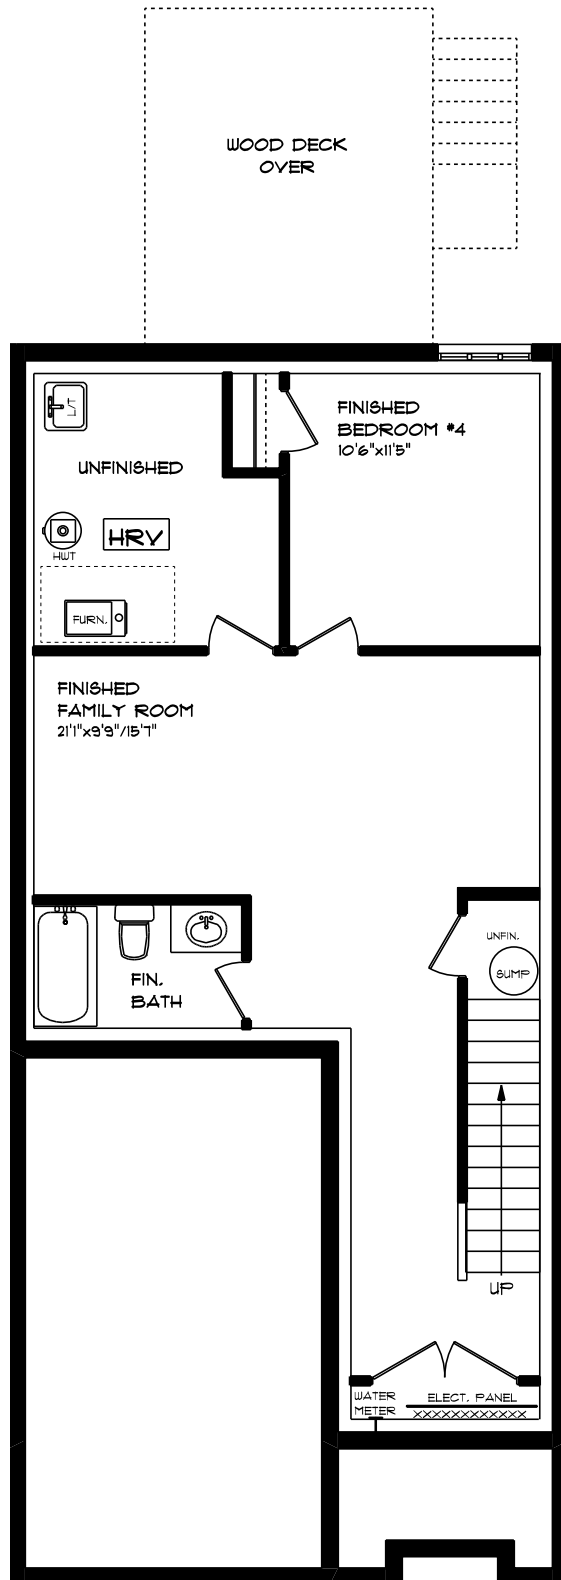 WOOD DECK
OVER
FINISHED
BEDROOM #4
10'6"x11'5"
L/T
UNFINISHED
HRV
HWT
FURN.
FINISHED
FAMILY ROOM
21'1"x9'9"/15'7"
UNFIN.
SUMP
FIN.
BATH
UP
WATER
METER
ELECT. PANEL